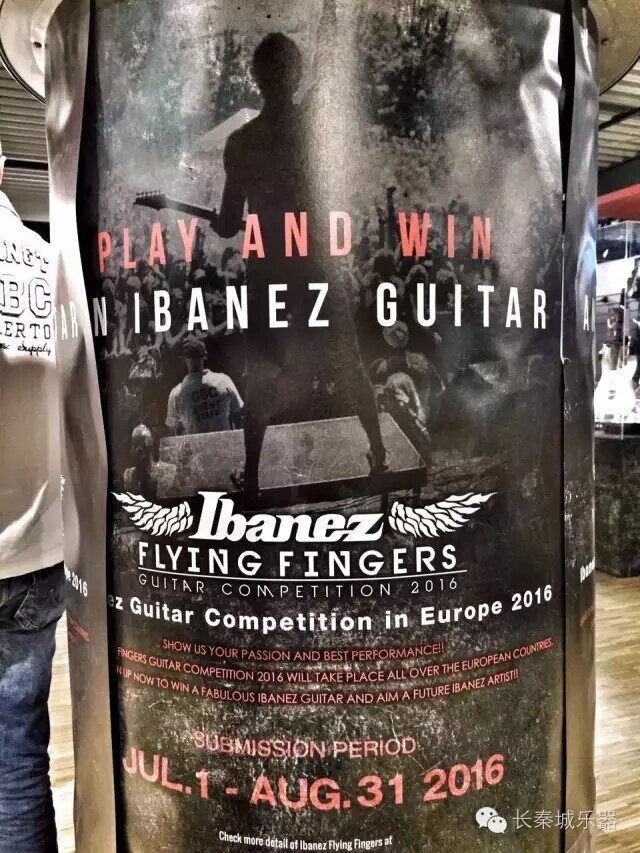 PLAY AND WIN
N IBANEZ GUITAR
Ibanez
FLYING FINGERS
GUITAR COMPETITION 2016
ez Guitar Competition in Europe 2016
SHOW US YOUR PASSION AND BEST PERFORMANCE!!
FINGERS GUITAR COMPETITION 2016 WILL TAKE PLACE ALL OVER THE EUROPEAN COUNTRIES.
N UP NOW TO WIN A FABULOUS IBANEZ GUITAR AND AIM A FUTURE IBANEZ ARTIST!!
SUBMISSION PERIOD
JUL.1 - AUG.31 2016
Check more detail of Ibanez Flying Fingers at
长秦城乐器